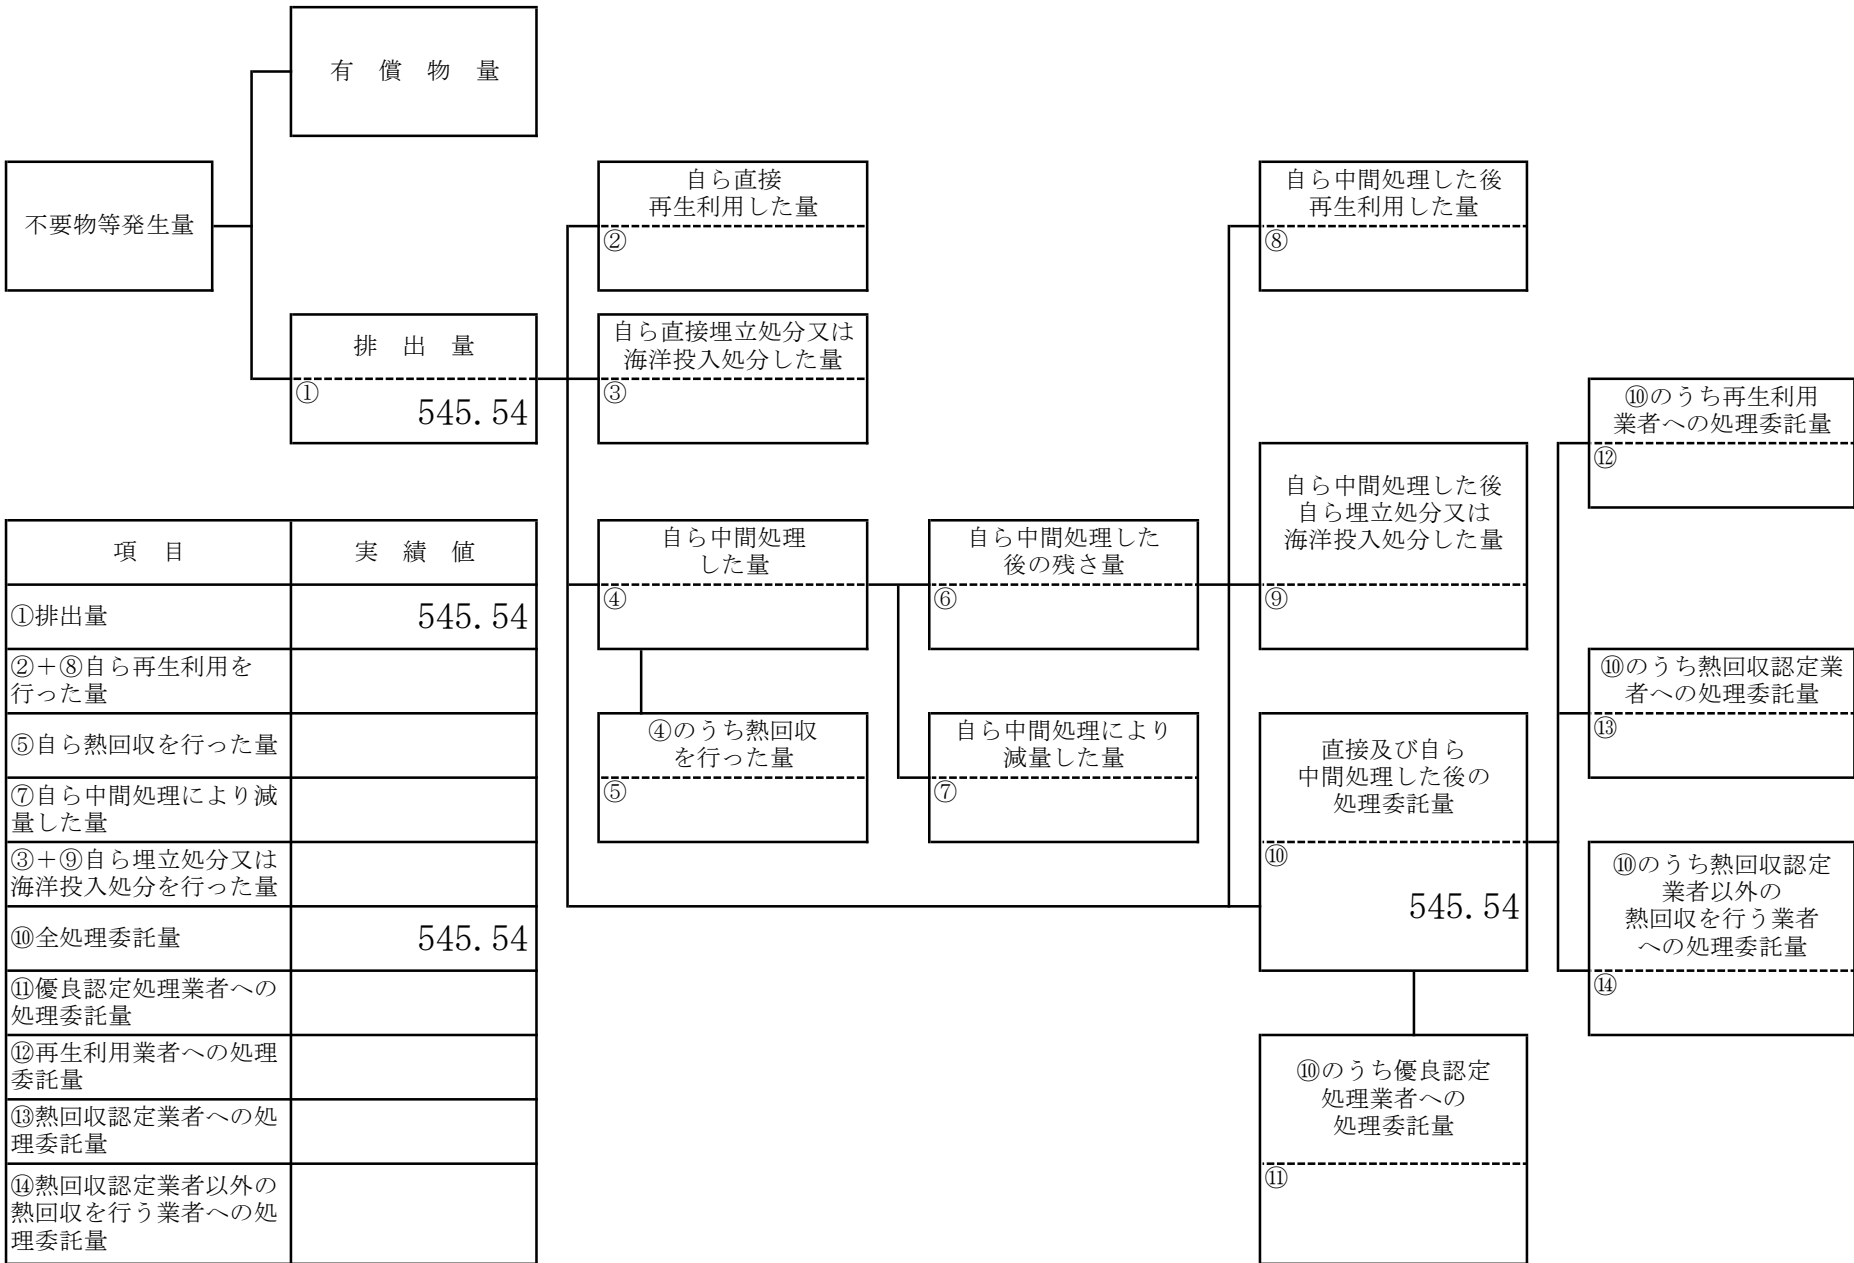 有　償　物　量
不要物等発生量
排　出　量
①
545.54
自ら直接
再生利用した量
②
自ら直接埋立処分又は
海洋投入処分した量
③
自ら中間処理
した量
④
④のうち熱回収
を行った量
⑤
自ら中間処理した
後の残さ量
⑥
自ら中間処理により
減量した量
⑦
自ら中間処理した後
再生利用した量
⑧
自ら中間処理した後
自ら埋立処分又は
海洋投入処分した量
⑨
直接及び自ら
中間処理した後の
処理委託量
⑩
545.54
⑩のうち優良認定
処理業者への
処理委託量
⑪
⑩のうち再生利用
業者への処理委託量
⑫
⑩のうち熱回収認定業
者への処理委託量
⑬
⑩のうち熱回収認定
業者以外の
熱回収を行う業者
への処理委託量
⑭
項　目　実　績　値
①排出量　545.54
②＋⑧自ら再生利用を
行った量
⑤自ら熱回収を行った量
⑦自ら中間処理により減
量した量
③＋⑨自ら埋立処分又は
海洋投入処分を行った量
⑩全処理委託量　545.54
⑪優良認定処理業者への
処理委託量
⑫再生利用業者への処理
委託量
⑬熱回収認定業者への処
理委託量
⑭熱回収認定業者以外の
熱回収を行う業者への処
理委託量